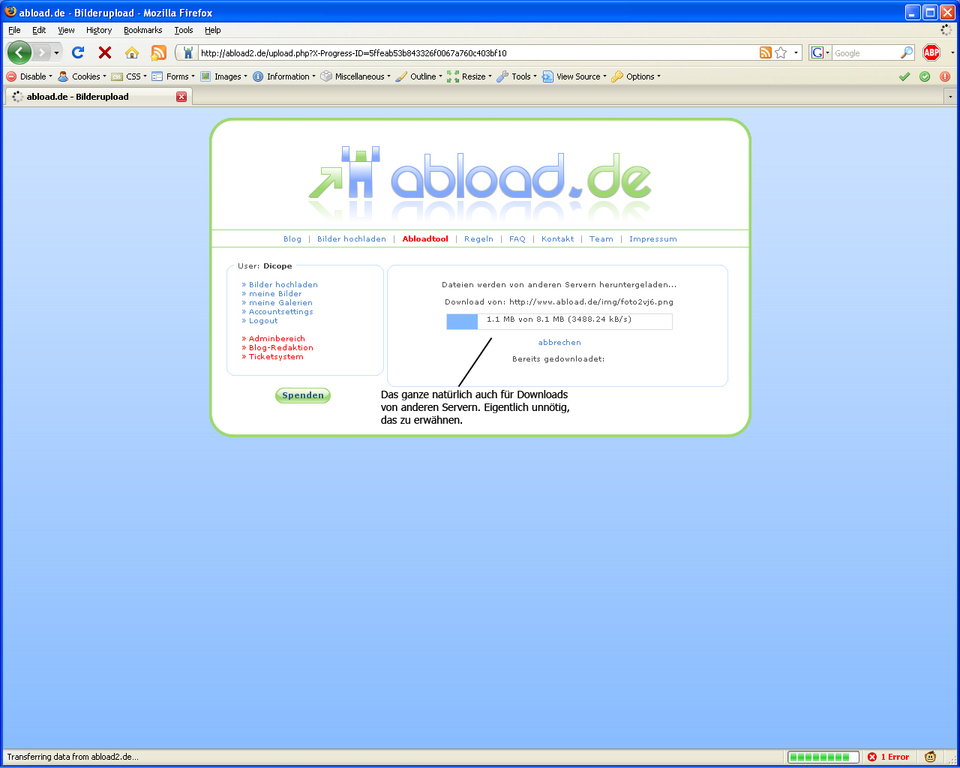 abload.de - Bilderupload - Mozilla Firefox
File Edit View History Bookmarks Tools Help
http://abload2.de/upload.php?X-Progress-ID=5ffeab53b843326f0067a760c403bf10
G Google ABP
Disable Cookies CSS Forms Images Information Miscellaneous Outline Resize Tools View Source Options
abload.de - Bilderupload
abload.de
Blog | Bilder hochladen | Abloadtool | Regeln | FAQ | Kontakt | Team | Impressum
User: Dicope
» Bilder hochladen
» meine Bilder
» meine Galerien
» Accountsettings
» Logout
» Adminbereich
» Blog-Redaktion
» Ticketsystem
Spenden
Dateien werden von anderen Servern heruntergeladen...
Download von: http://www.abload.de/img/foto2vj6.png
1.1 MB von 8.1 MB (3488.24 kB/s)
abbrechen
Bereits gedownloadet:
Das ganze natürlich auch für Downloads
von anderen Servern. Eigentlich unnötig,
das zu erwähnen.
Transferring data from abload2.de...
1 Error